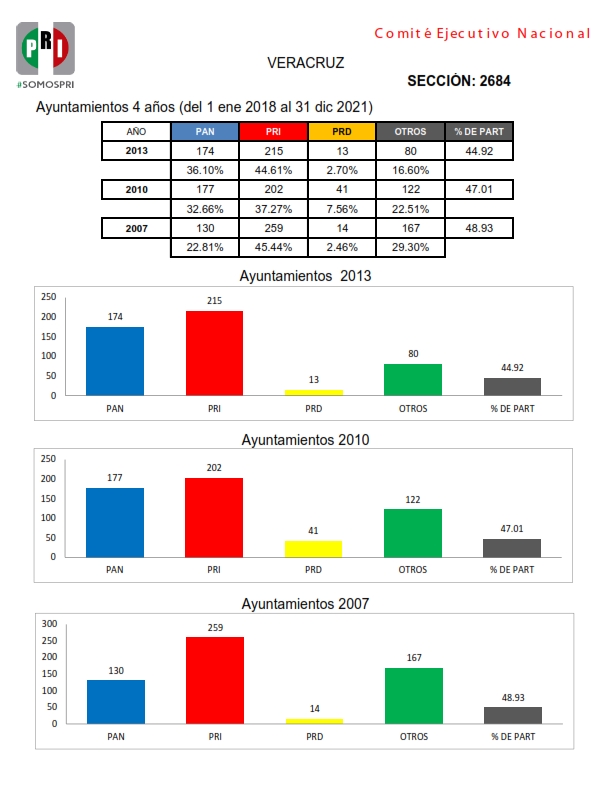 PRI
#SOMOSPRI
Comité Ejecutivo Nacional
VERACRUZ
SECCIÓN: 2684
Ayuntamientos 4 años (del 1 ene 2018 al 31 dic 2021)
AÑO PAN PRI PRD OTROS % DE PART
2013 174 215 13 80 44.92
36.10% 44.61% 2.70% 16.60%
2010 177 202 41 122 47.01
32.66% 37.27% 7.56% 22.51%
2007 130 259 14 167 48.93
22.81% 45.44% 2.46% 29.30%
Ayuntamientos 2013
250
200
150
100
50
0
174 215 13 80 44.92
PAN PRI PRD OTROS % DE PART
Ayuntamientos 2010
250
200
150
100
50
0
177 202 41 122 47.01
PAN PRI PRD OTROS % DE PART
Ayuntamientos 2007
300
250
200
150
100
50
0
130 259 14 167 48.93
PAN PRI PRD OTROS % DE PART